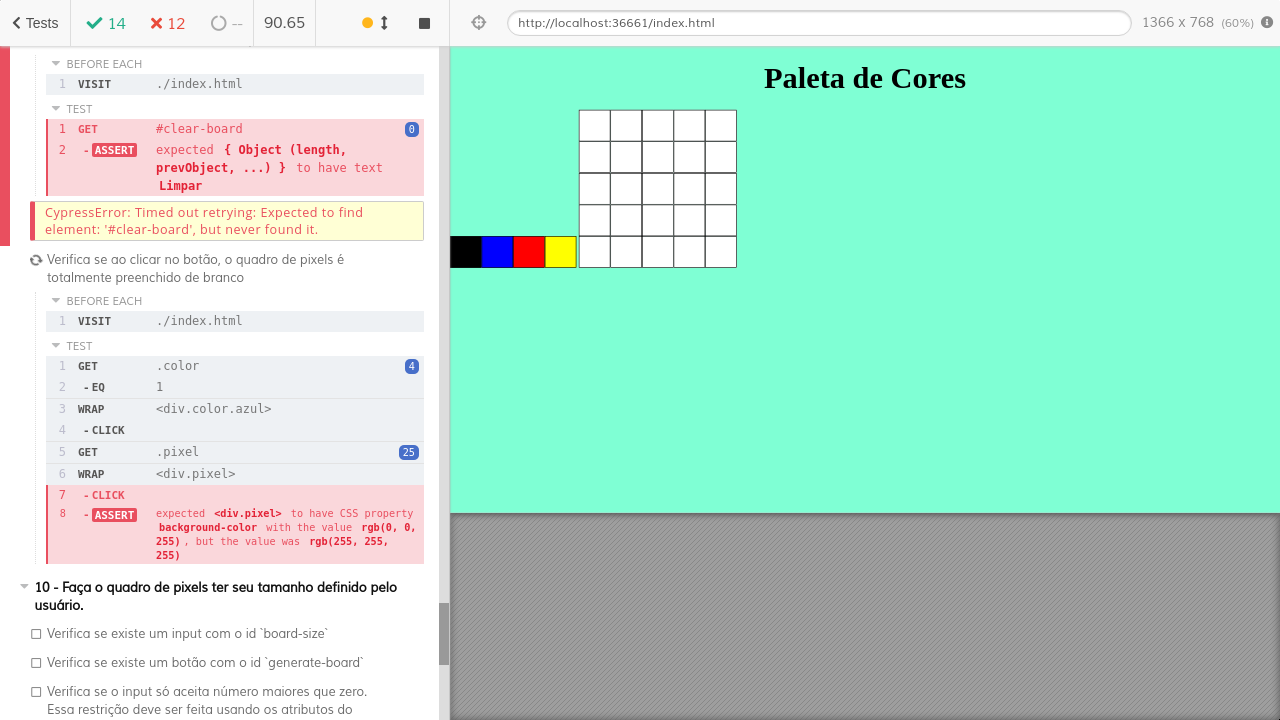 Tests 14 12 -- 90.65 http://localhost:36661/index.html 1366 x 768 (60%)
BEFORE EACH
1 VISIT ./index.html
TEST
1 GET #clear-board 0
2 -ASSERT expected { Object (length,
prevObject, ...) } to have text
Limpar
CypressError: Timed out retrying: Expected to find
element: '#clear-board', but never found it.
Verifica se ao clicar no botão, o quadro de pixels é
totalmente preenchido de branco
BEFORE EACH
1 VISIT ./index.html
TEST
1 GET .color 4
2 -EQ 1
3 WRAP <div.color.azul>
4 -CLICK
5 GET .pixel 25
6 WRAP <div.pixel>
7 -CLICK
8 -ASSERT expected <div.pixel> to have CSS property
background-color with the value rgb(0, 0,
255) , but the value was rgb(255, 255,
255)
10 - Faça o quadro de pixels ter seu tamanho definido pelo
usuário.
Verifica se existe um input com o id `board-size`
Verifica se existe um botão com o id `generate-board`
Verifica se o input só aceita número maiores que zero.
Essa restrição deve ser feita usando os atributos do
Paleta de Cores